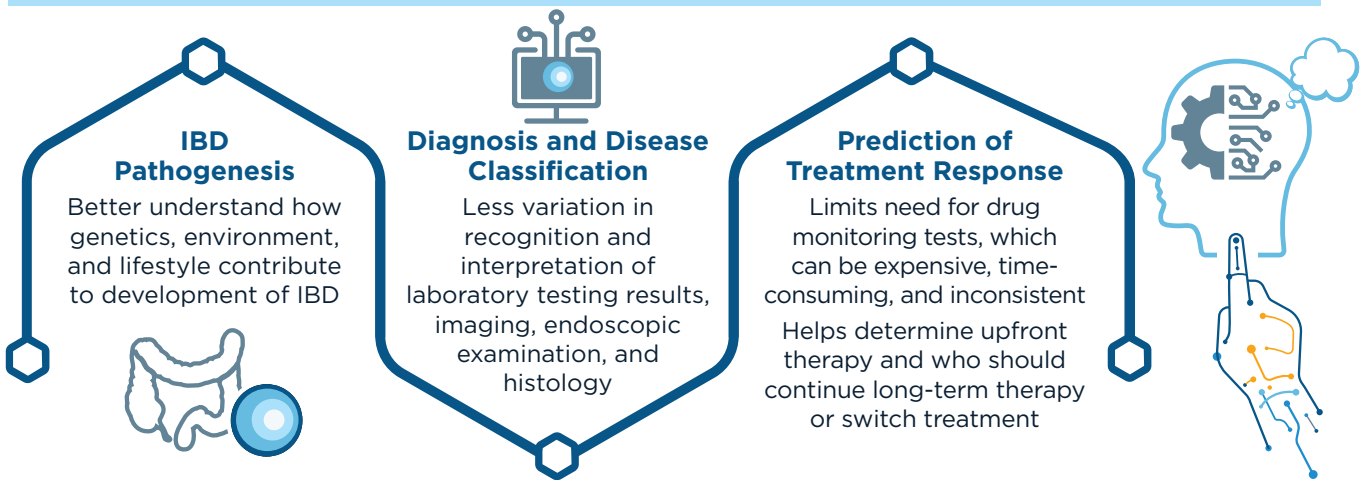 IBD
Pathogenesis
Better understand how
genetics, environment,
and lifestyle contribute
to development of IBD
Diagnosis and Disease
Classification
Less variation in
recognition and
interpretation of
laboratory testing results,
imaging, endoscopic
examination, and
histology
Prediction of
Treatment Response
Limits need for drug
monitoring tests, which
can be expensive, time-
consuming, and inconsistent
Helps determine upfront
therapy and who should
continue long-term therapy
or switch treatment